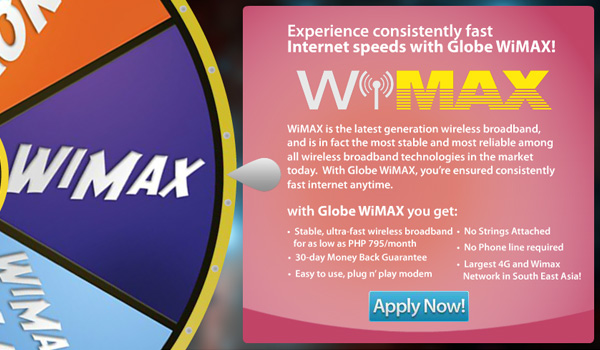 ON
WIMAX
WIMA
Experience consistently fast
Internet speeds with Globe WiMAX!
WiMAX
WiMAX is the latest generation wireless broadband,
and is in fact the most stable and most reliable among
all wireless broadband technologies in the market
today. With Globe WiMAX, you're ensured consistently
fast internet anytime.
with Globe WiMAX you get:
• Stable, ultra-fast wireless broadband
for as low as PHP 795/month
• 30-day Money Back Guarantee
• Easy to use, plug n' play modem
• No Strings Attached
• No Phone line required
• Largest 4G and Wimax
Network in South East Asia!
Apply Now!